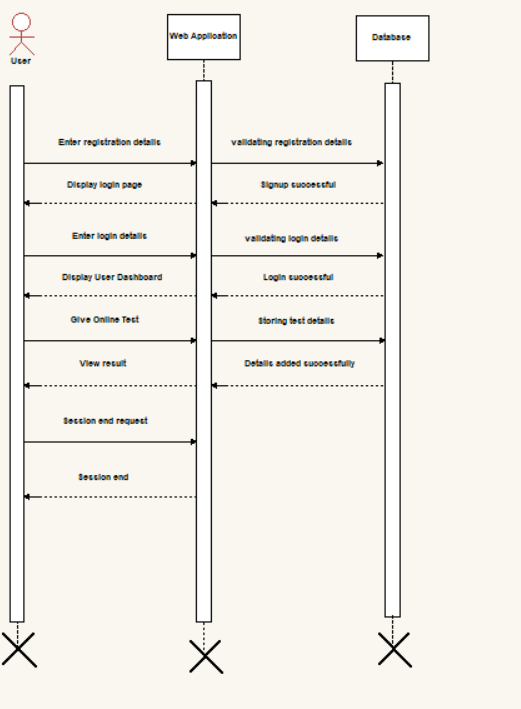 Web Application
Database
User
Enter registration details
validating registration details
Display login page
Signup successful
Enter login details
validating login details
Display User Dashboard
Login successful
Give Online Test
Storing test details
View result
Details added successfully
Session end request
Session end